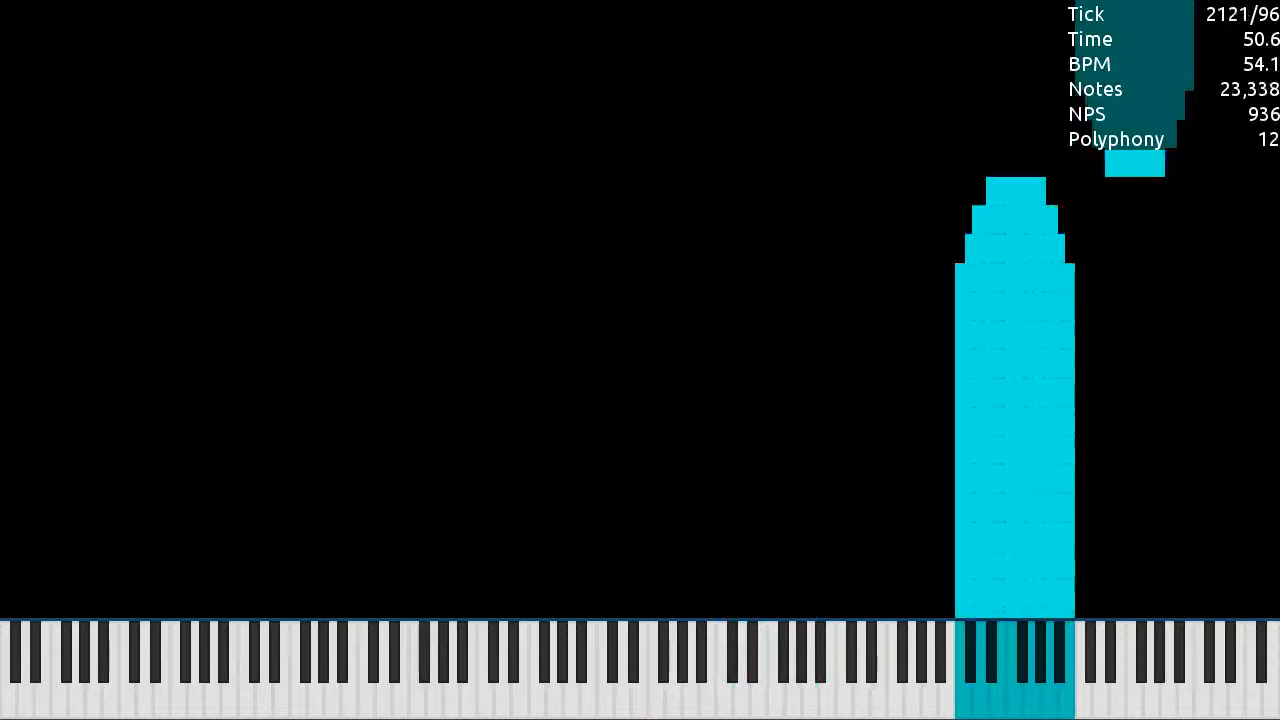 Tick 2121/96
Time 50.6
BPM 54.1
Notes 23,338
NPS 936
Polyphony 12